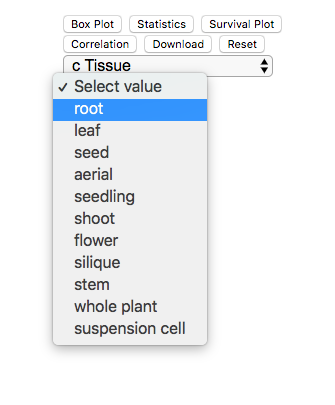 Box Plot Statistics Survival Plot
Correlation Download Reset
c Tissue
✓ Select value
root
leaf
seed
aerial
seedling
shoot
flower
silique
stem
whole plant
suspension cell